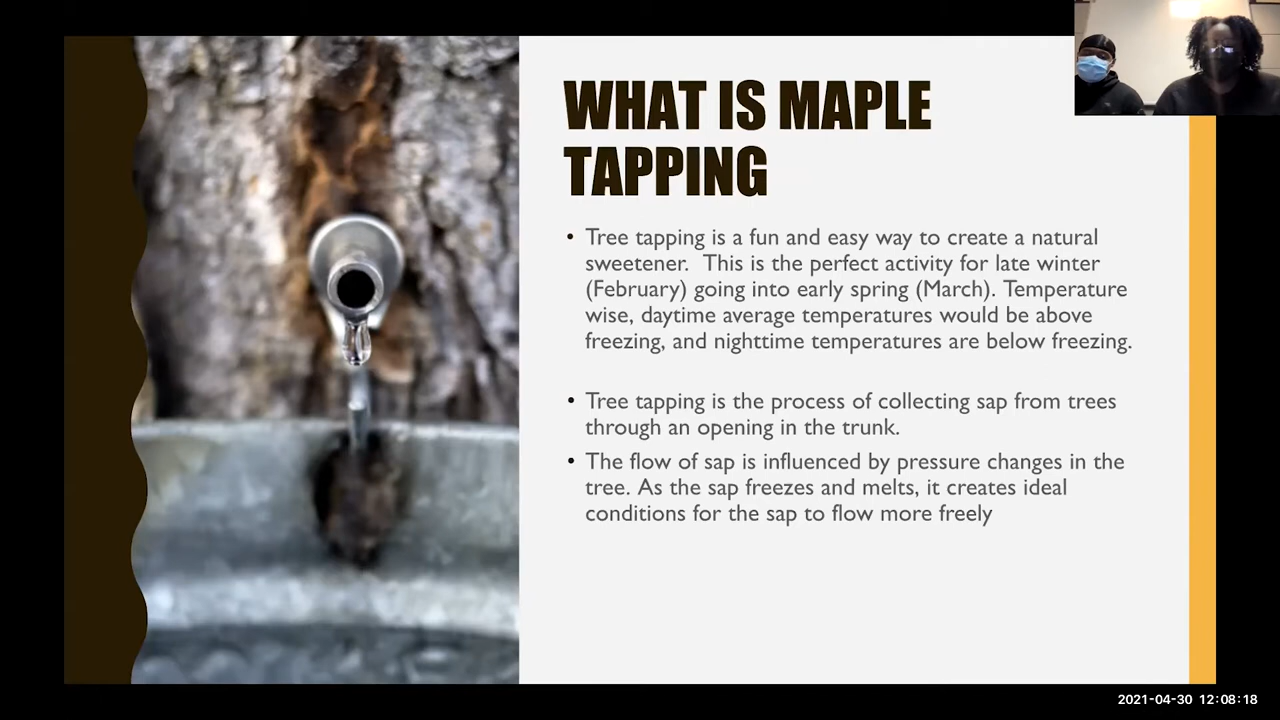 WHAT IS MAPLE
TAPPING
• Tree tapping is a fun and easy way to create a natural
sweetener.  This is the perfect activity for late winter
(February) going into early spring (March). Temperature
wise, daytime average temperatures would be above
freezing, and nighttime temperatures are below freezing.
• Tree tapping is the process of collecting sap from trees
through an opening in the trunk.
• The flow of sap is influenced by pressure changes in the
tree. As the sap freezes and melts, it creates ideal
conditions for the sap to flow more freely
2021-04-30 12:08:18